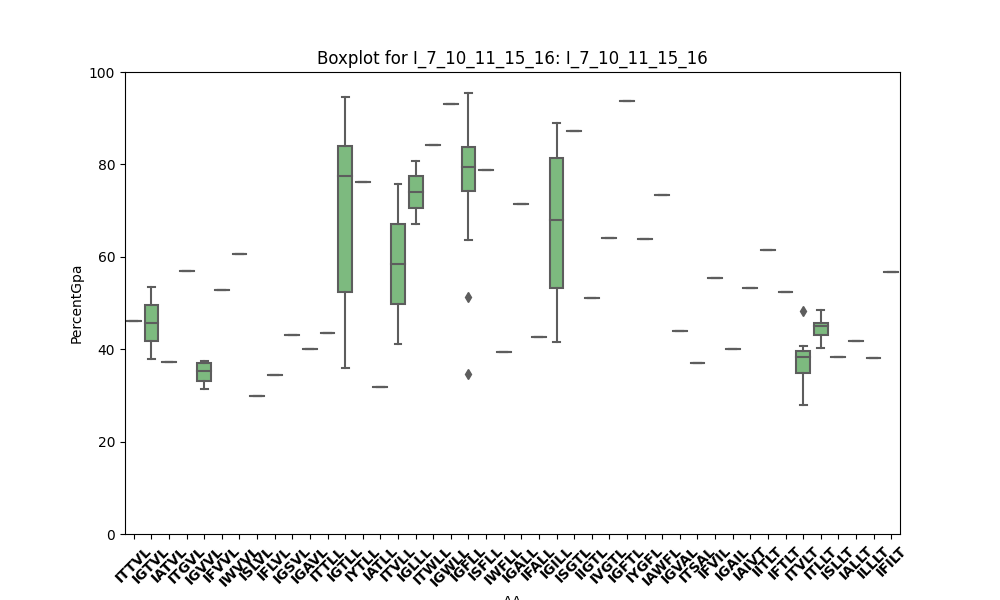 Boxplot for I_7_10_11_15_16: I_7_10_11_15_16
PercentGpa
100
80
60
40
20
0
ITTVL
IGTVL
IATVL
ITGVL
IGVVL
IFVVL
IWVVL
ISLVL
IFLVL
IGSVL
IGAVL
ITTLL
IGTLL
IYTLL
IATLL
ITVLL
IGLLL
ITWLL
IGWLL
IGFLL
ISFLL
IWFLL
IGALL
IFALL
IGILL
ISGTL
IIGTL
IVGTL
IGFTL
IYGFL
IAWFL
IGVAL
ITSAL
IFVIL
IGAIL
IAIVT
IITLT
IFTLT
ITVLT
ITLLT
ISLLT
IALLT
ILLLT
IFILT